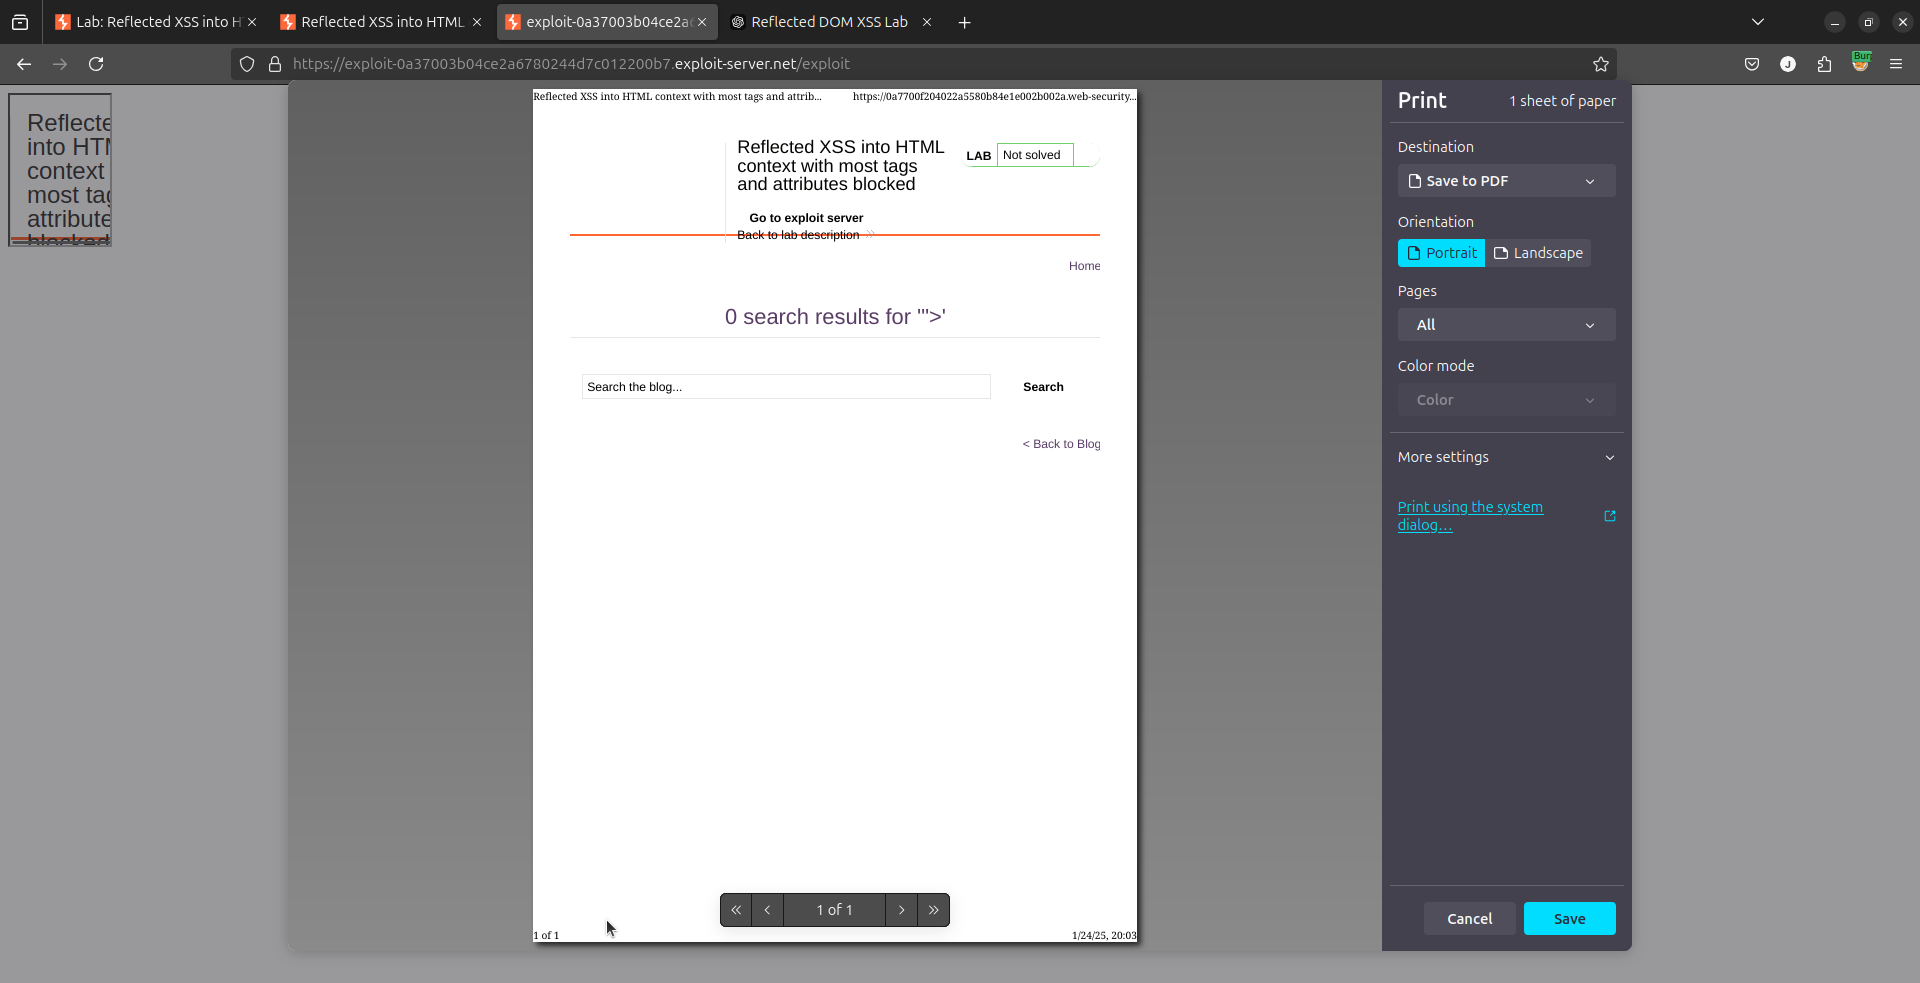 Lab: Reflected XSS into H
Reflected XSS into HTML
exploit-0a37003b04ce2a
Reflected DOM XSS Lab
https://exploit-0a37003b04ce2a6780244d7c012200b7.exploit-server.net/exploit
J
Bur
Reflecte
into HTM
context
most tag
attribute
blocked
Reflected XSS into HTML context with most tags and attrib...
https://0a7700f204022a5580b84e1e002b002a.web-security...
Reflected XSS into HTML
context with most tags
and attributes blocked
LAB
Not solved
Go to exploit server
Back to lab description
Home
0 search results for '">'
Search the blog...
Search
< Back to Blog
1 of 1
1 of 1
1/24/25, 20:03
Print
1 sheet of paper
Destination
Save to PDF
Orientation
Portrait
Landscape
Pages
All
Color mode
Color
More settings
Print using the system
dialog…
Cancel
Save